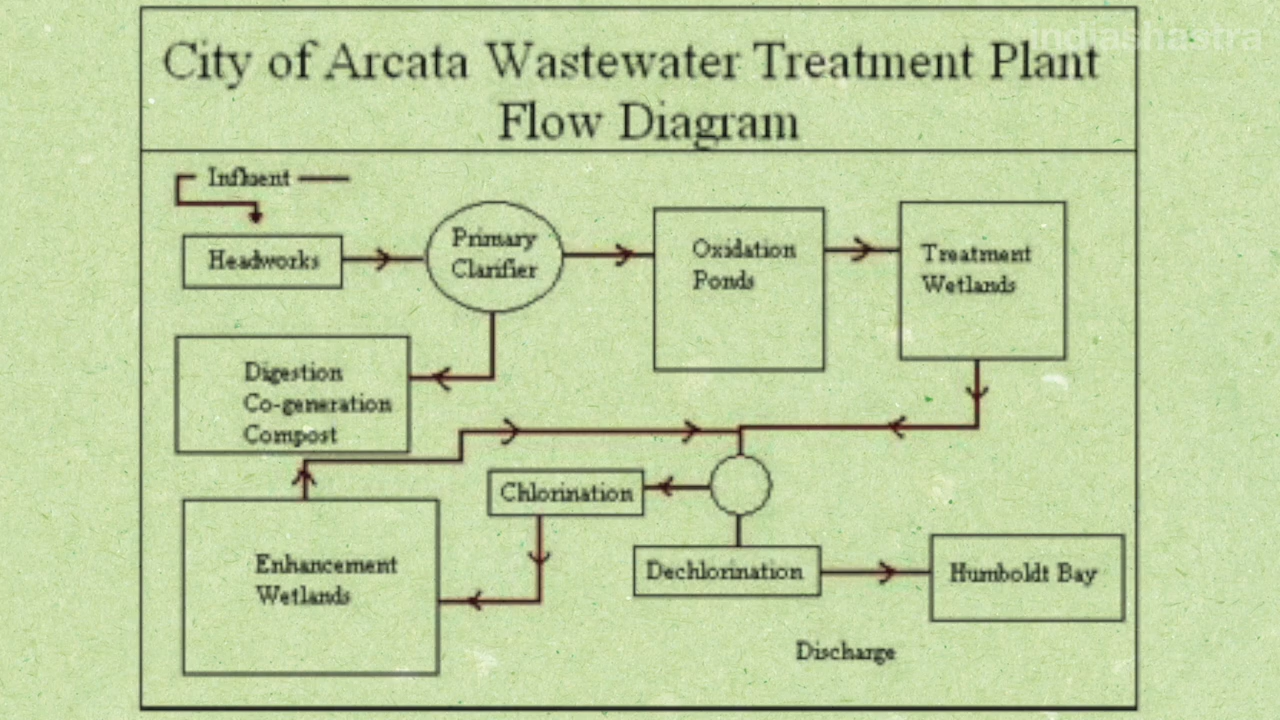 indiashastra
City of Arcata Wastewater Treatment Plant
Flow Diagram
Influent
Headworks
Primary
Clarifier
Oxidation
Ponds
Treatment
Wetlands
Digestion
Co-generation
Compost
Chlorination
Enhancement
Wetlands
Dechlorination
Humboldt Bay
Discharge